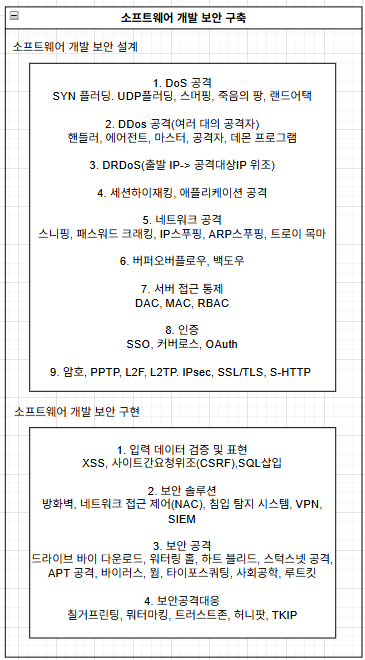 소프트웨어 개발 보안 구축
소프트웨어 개발 보안 설계
1. DoS 공격
SYN 플러딩. UDP플러딩, 스머핑, 죽음의 팡, 랜드어택
2. DDos 공격(여러 대의 공격자)
핸들러, 에어전트, 마스터, 공격자, 데몬 프로그램
3. DRDoS(출발 IP-> 공격대상IP 위조)
4. 세션하이재킹, 애플리케이션 공격
5. 네트워크 공격
스니핑, 패스워드 크래킹, IP스푸핑, ARP스푸핑, 트로이 목마
6. 버퍼오버플로우, 백도우
7. 서버 접근 통제
DAC, MAC, RBAC
8. 인증
SSO, 커버로스, OAuth
9. 암호, PPTP, L2F, L2TP. IPsec, SSL/TLS, S-HTTP
소프트웨어 개발 보안 구현
1. 입력 데이터 검증 및 표현
XSS, 사이트간요청위조(CSRF),SQL삽입
2. 보안 솔루션
방화벽, 네트워크 접근 제어(NAC), 침입 탐지 시스템, VPN,
SIEM
3. 보안 공격
드라이브 바이 다운로드, 워터링 홀, 하트 블리드, 스턱스넷 공격,
APT 공격, 바이러스, 웜, 타이포스쿼팅, 사회공학, 루트킷
4. 보안공격대응
칠거프린팅, 뭐터마킹, 트러스트존, 허니팟, TKIP